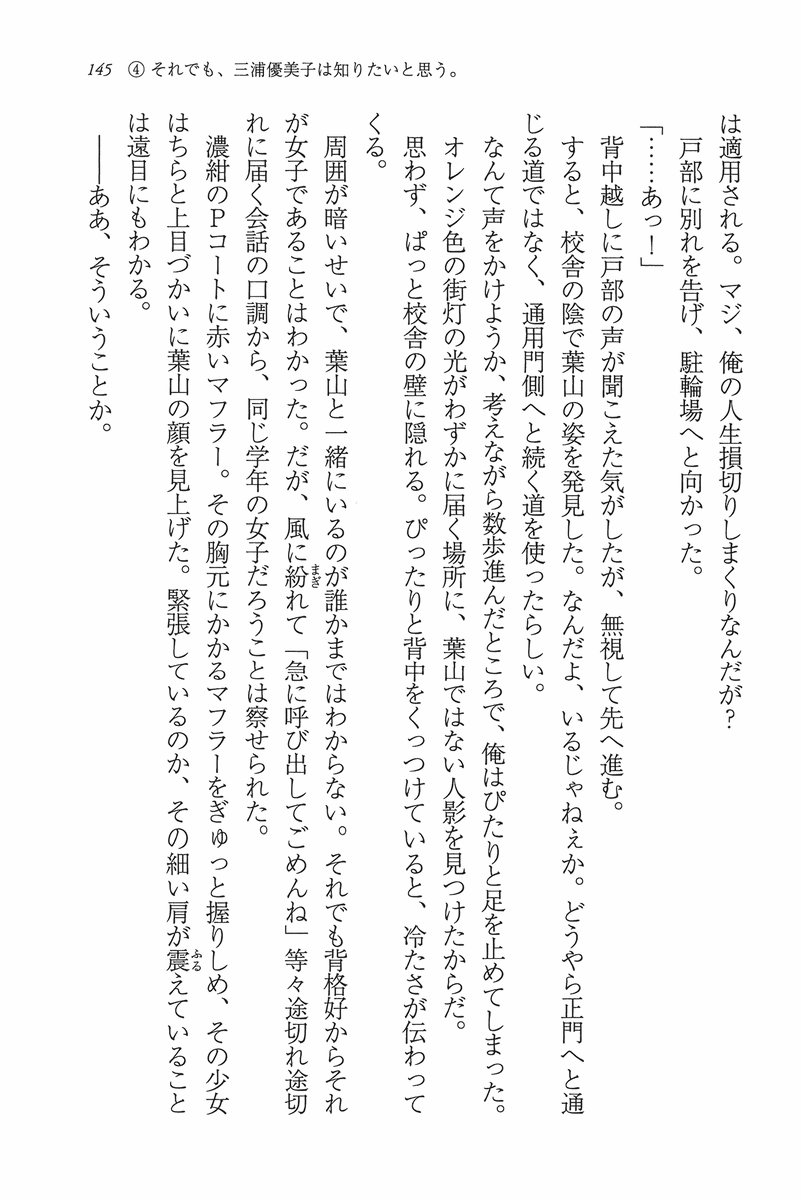 145 ④ それでも、三浦優美子は知りたいと思う。
は適用される。マジ、俺の人生損切りしまくりなんだが?
戸部に別れを告げ、駐輪場へと向かった。
「……あっ!」
背中越しに戸部の声が聞こえた気がしたが、無視して先へ進む。
すると、校舎の陰で葉山の姿を発見した。なんだよ、いるじゃねぇか。どうやら正門へと通
じる道ではなく、通用門側へと続く道を使ったらしい。
なんて声をかけようか、考えながら数歩進んだところで、俺はぴたりと足を止めてしまった。
オレンジ色の街灯の光がわずかに届く場所に、葉山ではない人影を見つけたからだ。
思わず、ぱっと校舎の壁に隠れる。ぴったりと背中をくっつけていると、冷たさが伝わって
くる。
周囲が暗いせいで、葉山と一緒にいるのが誰かまではわからない。それでも背格好からそれ
が女子であることはわかった。だが、風に紛まぎれて「急に呼び出してごめんね」等々途切れ途切
れに届く会話の口調から、同じ学年の女子だろうことは察せられた。
濃紺のPコートに赤いマフラー。その胸元にかかるマフラーをぎゅっと握りしめ、その少女
はちらと上目づかいに葉山の顔を見上げた。緊張しているのか、その細い肩が震ふるえていること
は遠目にもわかる。
――ああ、そういうことか。